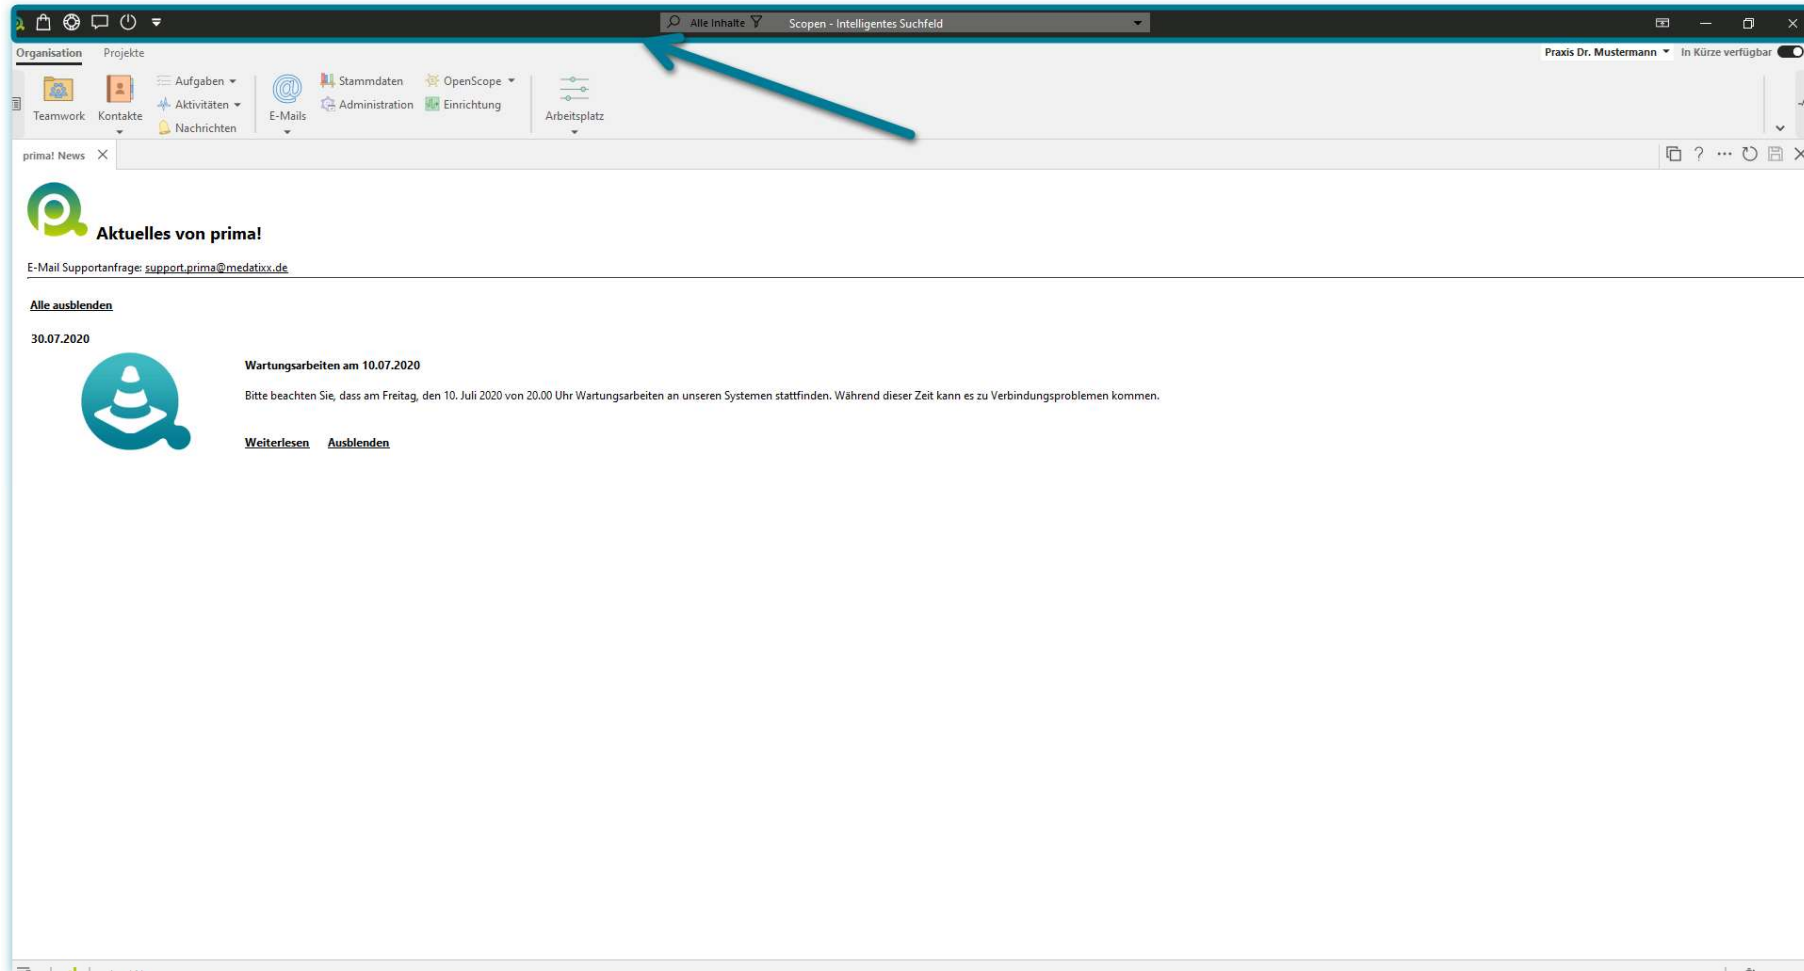 Alle Inhalte Scopen - Intelligentes Suchfeld
Organisation Projekte Praxis Dr. Mustermann In Kürze verfügbar
Teamwork Kontakte Aufgaben Aktivitäten Nachrichten E-Mails Stammdaten Administration OpenScope Einrichtung Arbeitsplatz
prima! News
Aktuelles von prima!
E-Mail Supportanfrage: support.prima@medatixx.de
Alle ausblenden
30.07.2020
Wartungsarbeiten am 10.07.2020
Bitte beachten Sie, dass am Freitag, den 10. Juli 2020 von 20.00 Uhr Wartungsarbeiten an unseren Systemen stattfinden. Während dieser Zeit kann es zu Verbindungsproblemen kommen.
Weiterlesen Ausblenden